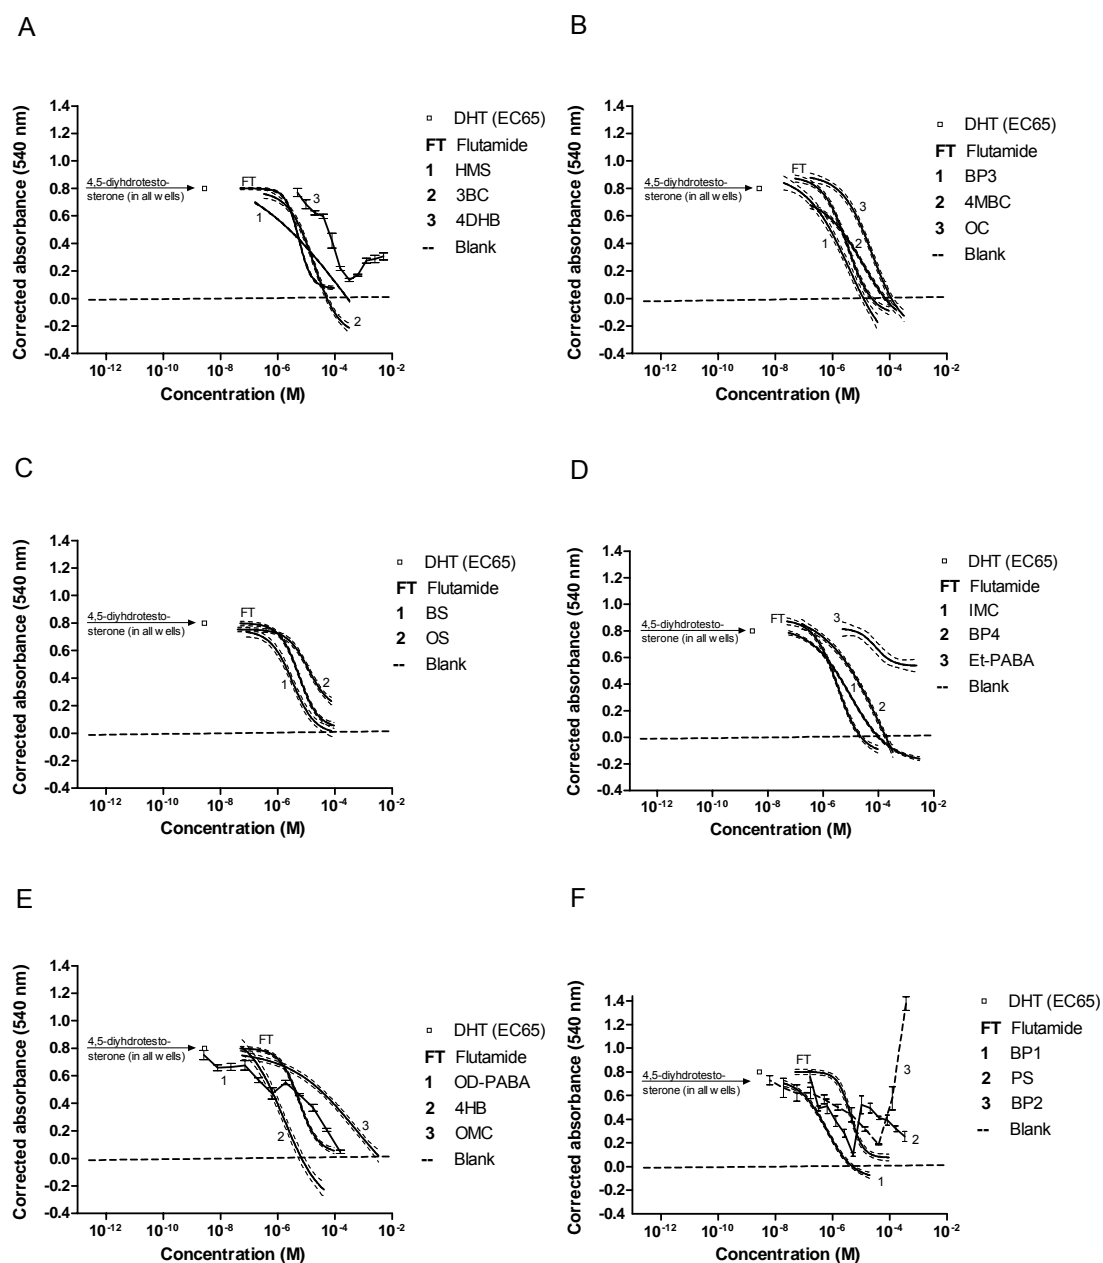 A
Corrected absorbance (540 nm)
1.4
1.2
1.0
0.8
0.6
0.4
0.2
0.0
-0.2
-0.4
4,5-diyhdrotesto-
sterone (in all wells)
FT
1
3
2
10-12 10-10 10-8 10-6 10-4 10-2
Concentration (M)
DHT (EC65)
FT Flutamide
1 HMS
2 3BC
3 4DHB
-- Blank
B
Corrected absorbance (540 nm)
1.4
1.2
1.0
0.8
0.6
0.4
0.2
0.0
-0.2
-0.4
4,5-diyhdrotesto-
sterone (in all wells)
FT
3
1
2
10-12 10-10 10-8 10-6 10-4 10-2
Concentration (M)
DHT (EC65)
FT Flutamide
1 BP3
2 4MBC
3 OC
-- Blank
C
Corrected absorbance (540 nm)
1.4
1.2
1.0
0.8
0.6
0.4
0.2
0.0
-0.2
-0.4
4,5-diyhdrotesto-
sterone (in all wells)
FT
1
2
10-12 10-10 10-8 10-6 10-4 10-2
Concentration (M)
DHT (EC65)
FT Flutamide
1 BS
2 OS
-- Blank
D
Corrected absorbance (540 nm)
1.4
1.2
1.0
0.8
0.6
0.4
0.2
0.0
-0.2
-0.4
4,5-diyhdrotesto-
sterone (in all wells)
FT
3
1
2
10-12 10-10 10-8 10-6 10-4 10-2
Concentration (M)
DHT (EC65)
FT Flutamide
1 IMC
2 BP4
3 Et-PABA
-- Blank
E
Corrected absorbance (540 nm)
1.4
1.2
1.0
0.8
0.6
0.4
0.2
0.0
-0.2
-0.4
4,5-diyhdrotesto-
sterone (in all wells)
FT
1
2
3
10-12 10-10 10-8 10-6 10-4 10-2
Concentration (M)
DHT (EC65)
FT Flutamide
1 OD-PABA
2 4HB
3 OMC
-- Blank
F
Corrected absorbance (540 nm)
1.4
1.2
1.0
0.8
0.6
0.4
0.2
0.0
-0.2
-0.4
4,5-diyhdrotesto-
sterone (in all wells)
FT
3
2
1
10-12 10-10 10-8 10-6 10-4 10-2
Concentration (M)
DHT (EC65)
FT Flutamide
1 BP1
2 PS
3 BP2
-- Blank